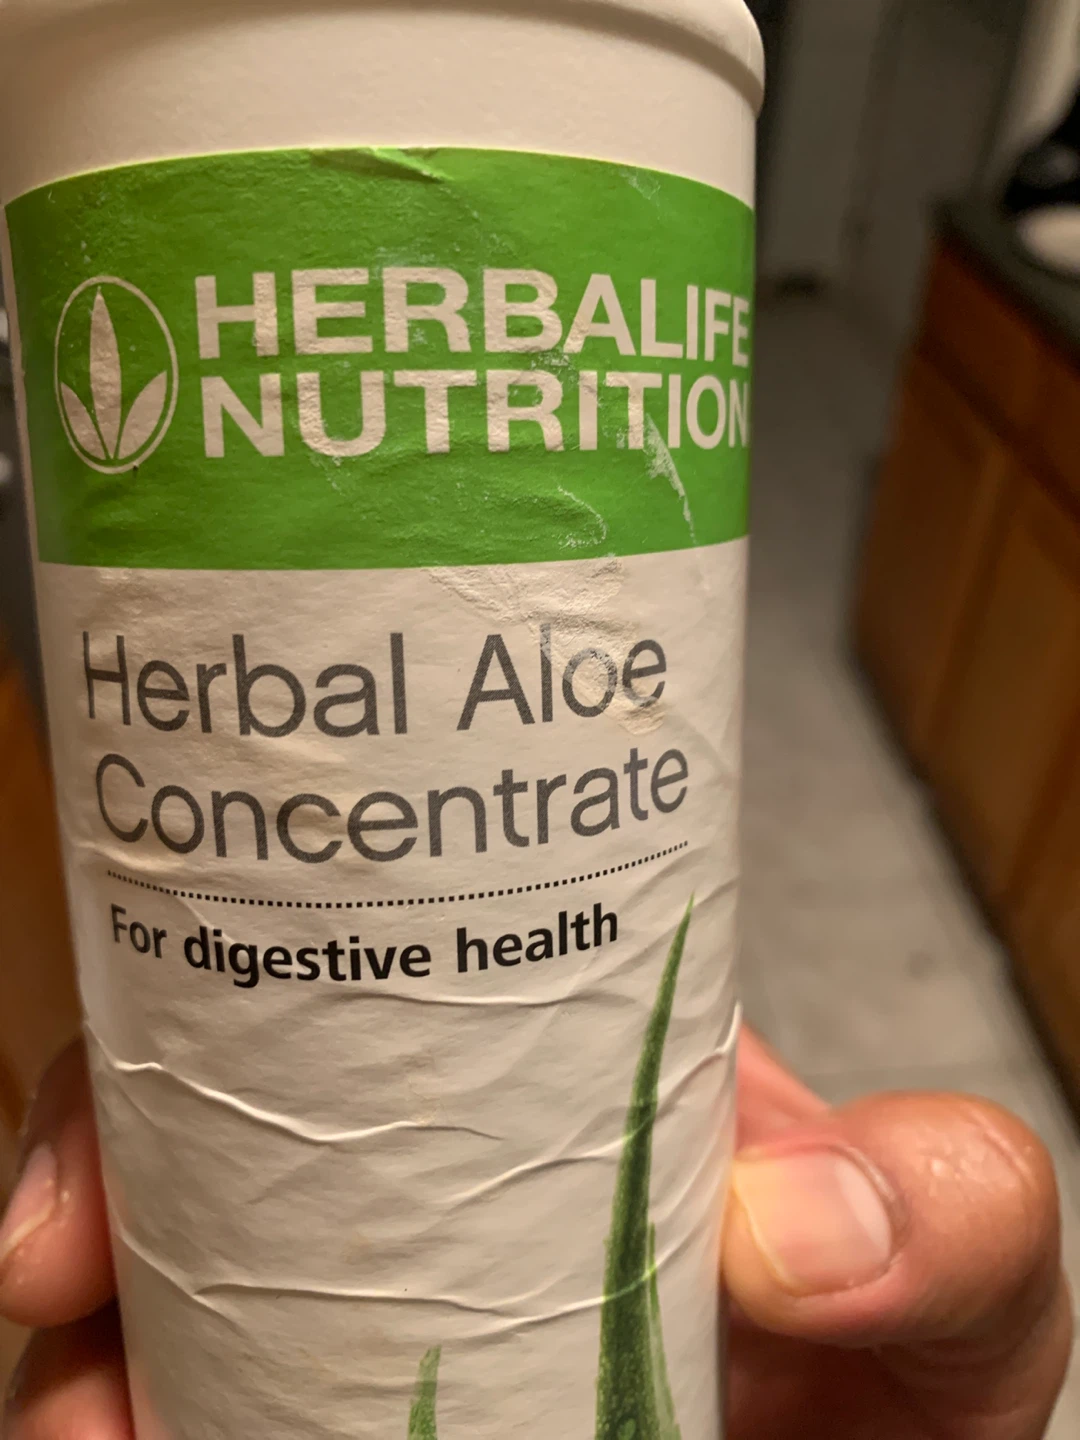 HERBALIFE
NUTRITION
Herbal Aloe
Concentrate
For digestive health